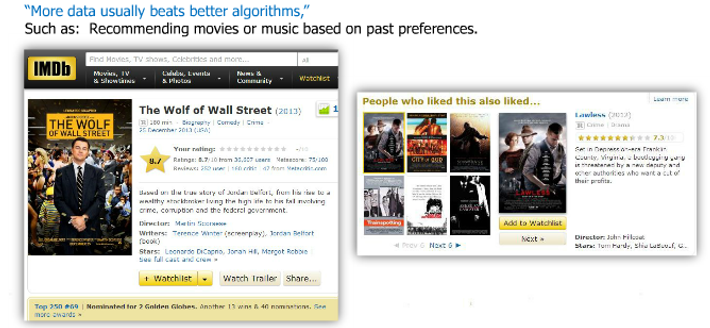 “More data usually beats better algorithms,”
Such as: Recommending movies or music based on past preferences.
IMDb
Find Movies, TV shows, Celebrities and more...
All
Movies, TV
& Showtimes
Celebs, Events
& Photos
News &
Community
Watchlist
THE WOLF
OF WALL STREET
The Wolf of Wall Street (2013)
1
180 min - Biography | Comedy | Crime -
25 December 2013 (USA)
8.7
Your rating:
Ratings: 8.7/10 from 35,507 users Metascore: 75/100
Reviews: 252 user | 160 critic | 47 from Metacritic.com
Based on the true story of Jordan Belfort, from his rise to a
wealthy stockbroker living the high life to his fall involving
crime, corruption and the federal government.
Director: Martin Scorsese
Writers: Terence Winter (screenplay), Jordan Belfort
(book)
Stars: Leonardo DiCaprio, Jonah Hill, Margot Robbie
See full cast and crew »
+ Watchlist
Watch Trailer
Share...
Top 250 #69 | Nominated for 2 Golden Globes. Another 13 wins & 40 nominations. See
more awards »
People who liked this also liked...
Learn more
CITY OF GOD
Trainspotting
LAWLESS
◄ Prev 6 Next 6 ►
Add to Watchlist
Next »
Lawless (2012)
Crime | Drama
7.3/10
Set in Depression-era Franklin
County, Virginia, a bootlegging gang
is threatened by a new deputy and
other authorities who want a cut of
their profits.
Director: John Hillcoat
Stars: Tom Hardy, Shia LaBeouf, G...